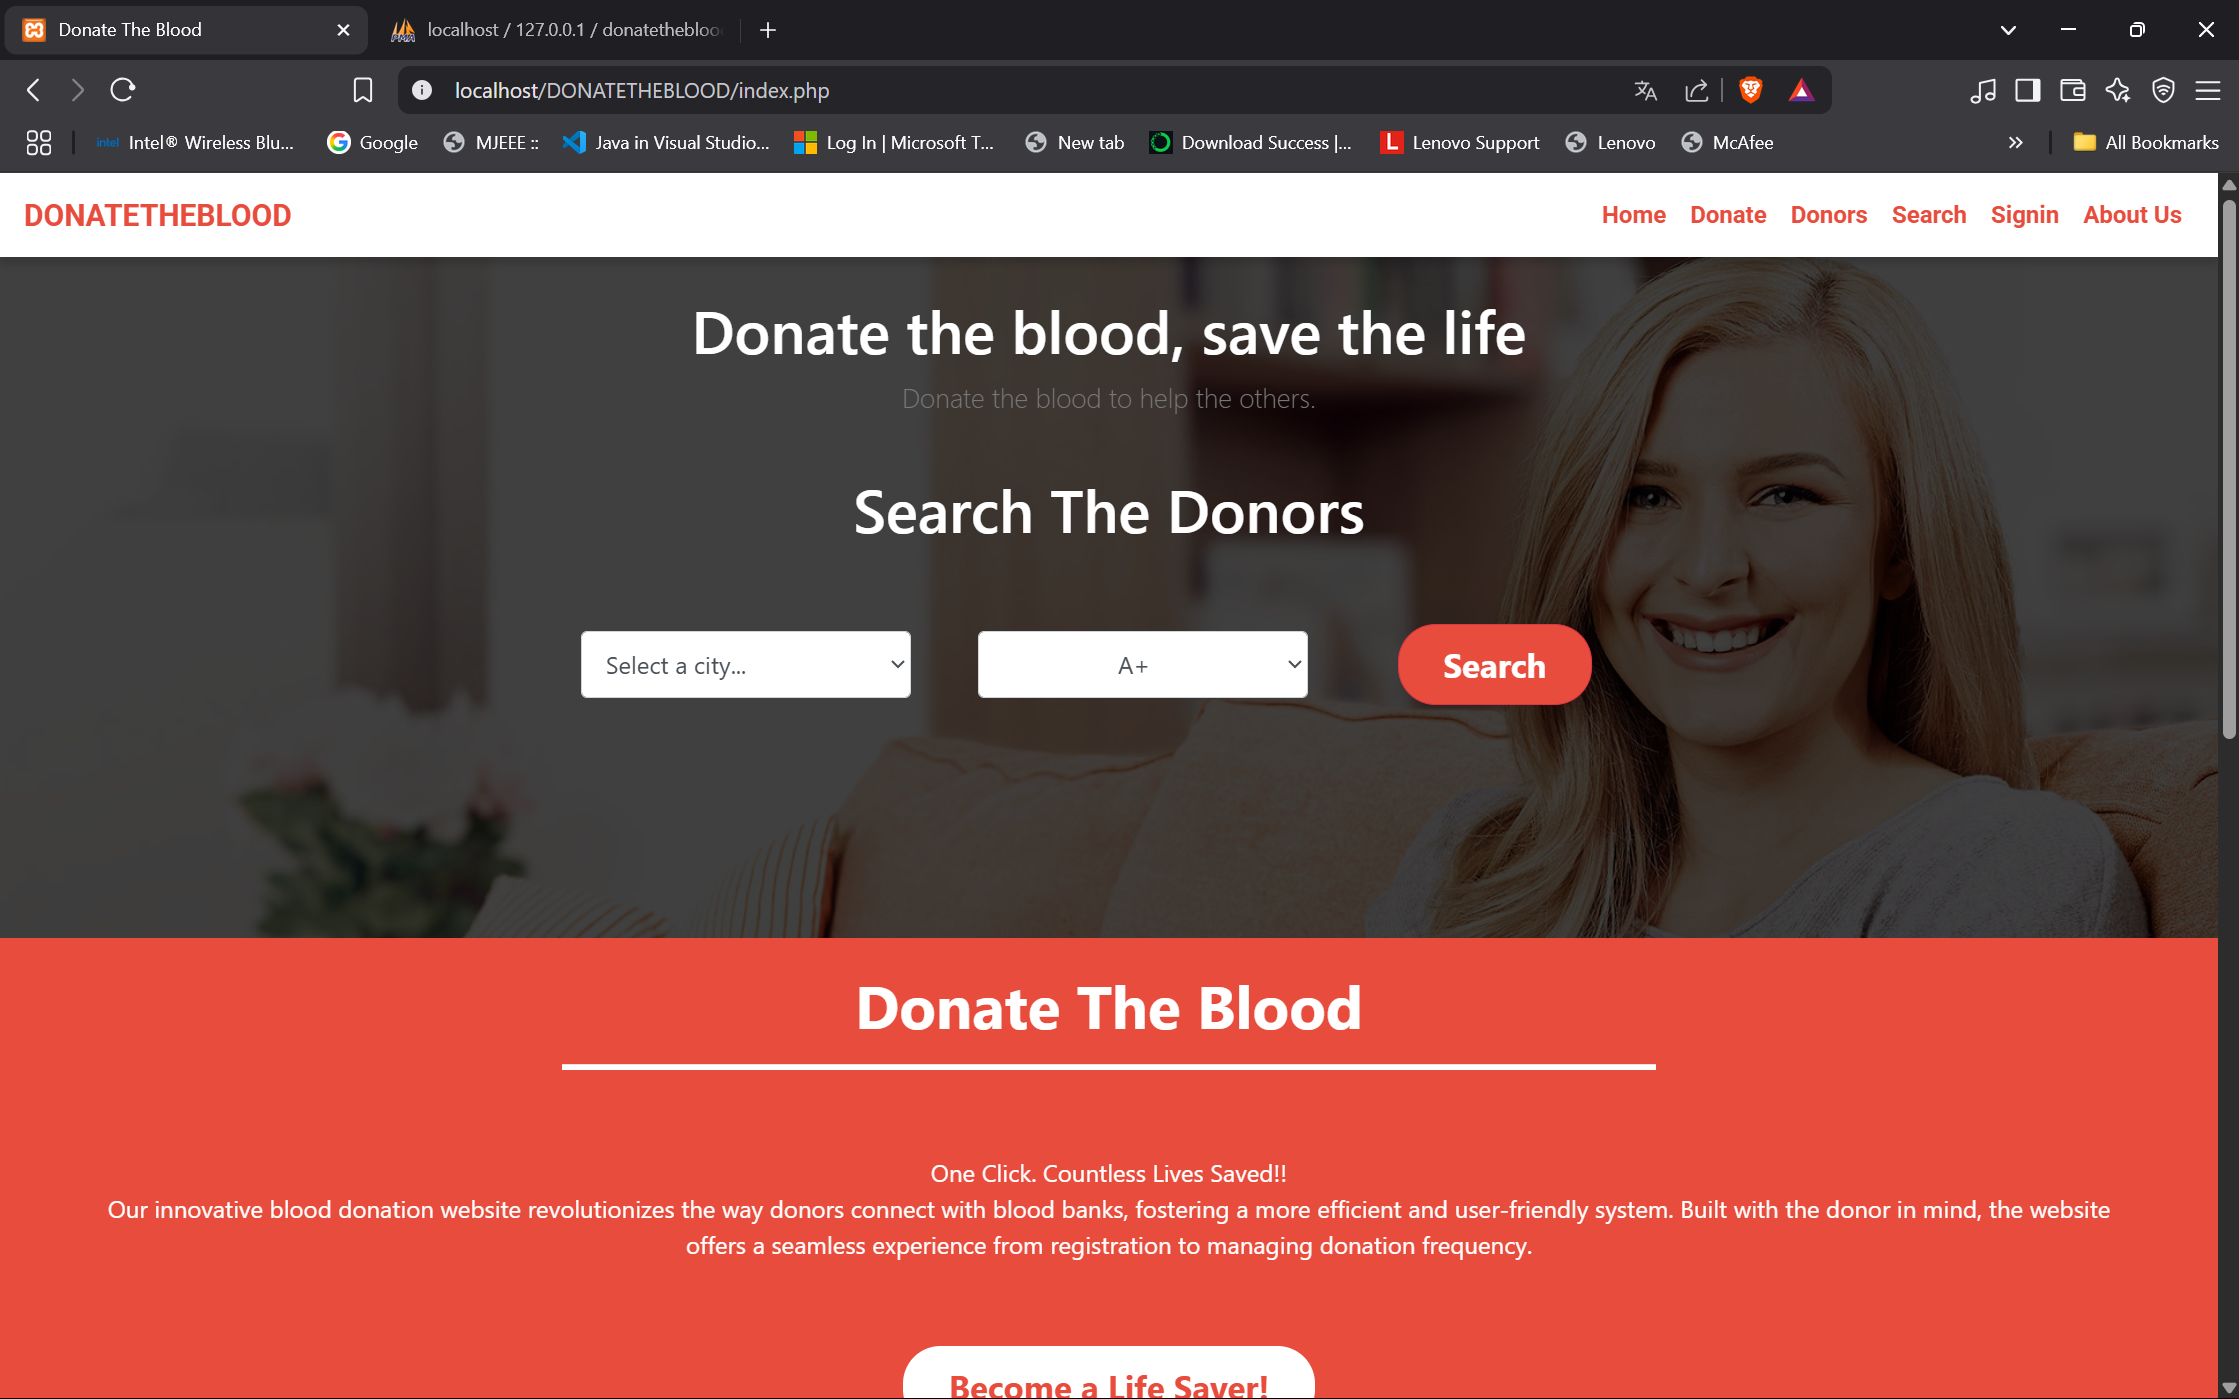 Donate The Blood
localhost / 127.0.0.1 / donatetheblood
localhost/DONATETHEBLOOD/index.php
intel Intel® Wireless Blu... Google MJEEE :: Java in Visual Studio... Log In | Microsoft T... New tab Download Success |... Lenovo Support Lenovo McAfee » All Bookmarks
DONATETHEBLOOD Home Donate Donors Search Signin About Us
Donate the blood, save the life
Donate the blood to help the others.
Search The Donors
Select a city... A+ Search
Donate The Blood
One Click. Countless Lives Saved!!
Our innovative blood donation website revolutionizes the way donors connect with blood banks, fostering a more efficient and user-friendly system. Built with the donor in mind, the website
offers a seamless experience from registration to managing donation frequency.
Become a Life Saver!